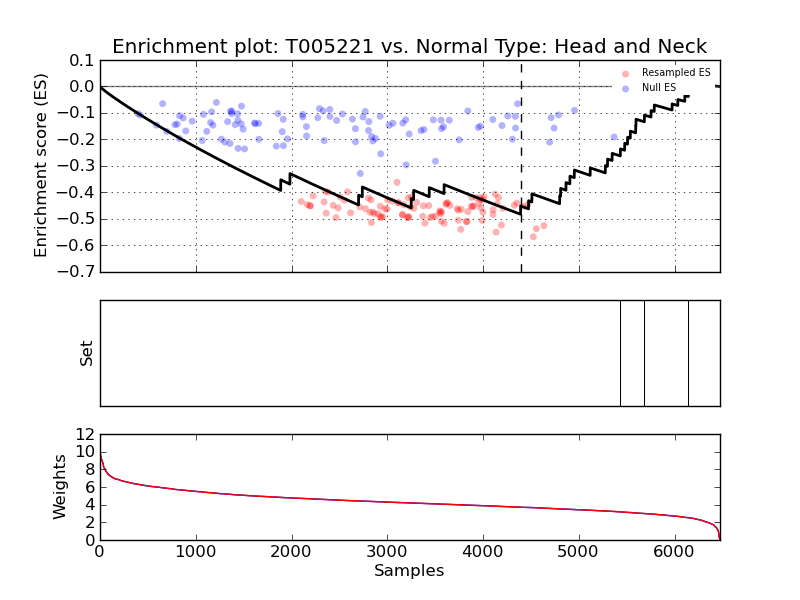 Enrichment plot: T005221 vs. Normal Type: Head and Neck
Enrichment score (ES)
0.1
0.0
−0.1
−0.2
−0.3
−0.4
−0.5
−0.6
−0.7
Resampled ES
Null ES
Set
Weights
12
10
8
6
4
2
0
0 1000 2000 3000 4000 5000 6000
Samples